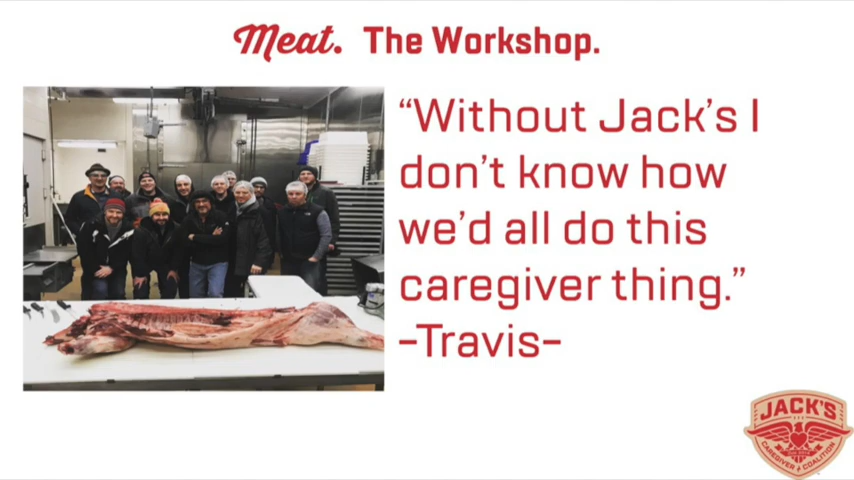 Meat. The Workshop.
“Without Jack’s I
don’t know how
we’d all do this
caregiver thing.”
–Travis–
JACK'S
CAREGIVER COALITION